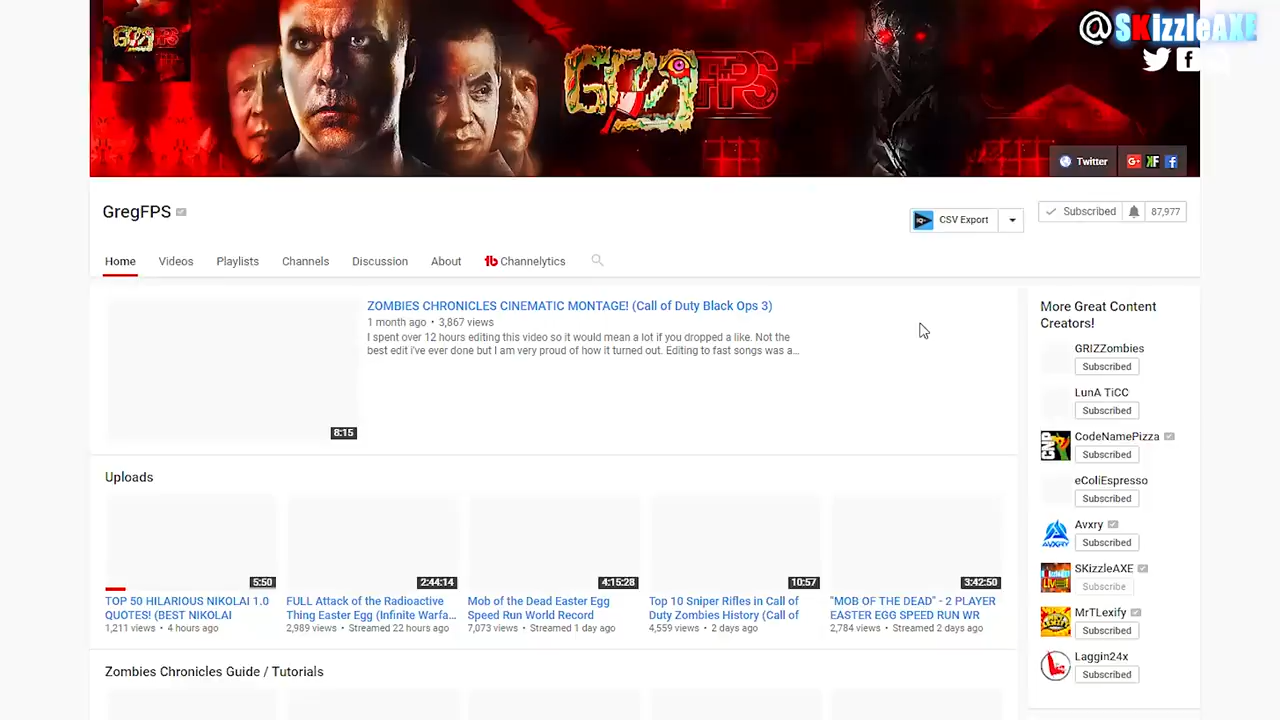 @SKizzleAXE
GregFPS
Twitter
GregFPS
CSV Export
Subscribed
87,977
Home
Videos
Playlists
Channels
Discussion
About
Channelytics
ZOMBIES CHRONICLES CINEMATIC MONTAGE! (Call of Duty Black Ops 3)
1 month ago • 3,867 views
I spent over 12 hours editing this video so it would mean a lot if you dropped a like. Not the
best edit i've ever done but I am very proud of how it turned out. Editing to fast songs was a...
8:15
Uploads
5:50
TOP 50 HILARIOUS NIKOLAI 1.0
QUOTES! (BEST NIKOLAI
1,211 views • 4 hours ago
2:44:14
FULL Attack of the Radioactive
Thing Easter Egg (Infinite Warfa...
2,989 views • Streamed 22 hours ago
4:15:28
Mob of the Dead Easter Egg
Speed Run World Record
7,073 views • Streamed 1 day ago
10:57
Top 10 Sniper Rifles in Call of
Duty Zombies History (Call of
4,559 views • 2 days ago
3:42:50
"MOB OF THE DEAD" - 2 PLAYER
EASTER EGG SPEED RUN WR
2,784 views • Streamed 2 days ago
Zombies Chronicles Guide / Tutorials
More Great Content
Creators!
GRIZZombies
Subscribed
LunA TiCC
Subscribed
CodeNamePizza
Subscribed
eColiEspresso
Subscribed
Avxry
Subscribed
SKizzleAXE
Subscribe
MrTLexify
Subscribed
Laggin24x
Subscribed